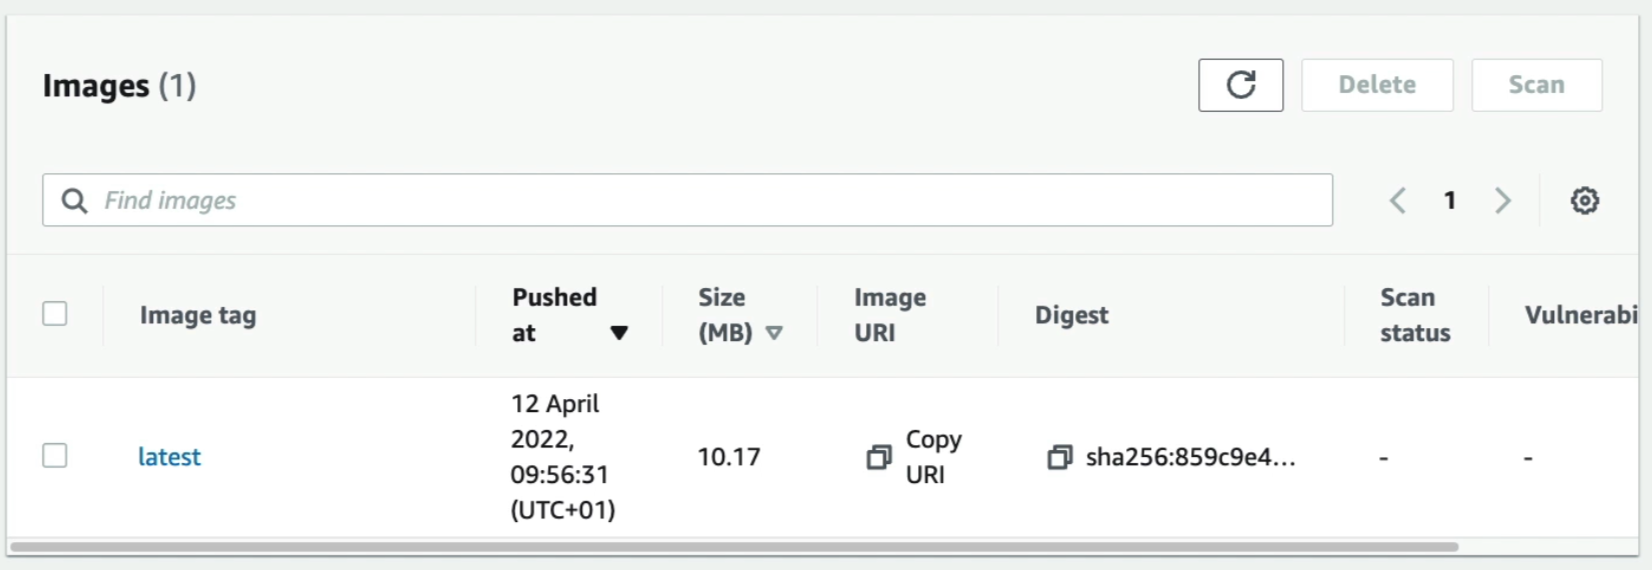 Images (1)
Delete
Scan
Find images
1
Image tag
Pushed
at
Size
(MB)
Image
URI
Digest
Scan
status
Vulnerabi
latest
12 April
2022,
09:56:31
(UTC+01)
10.17
Copy
URI
sha256:859c9e4...
-
-